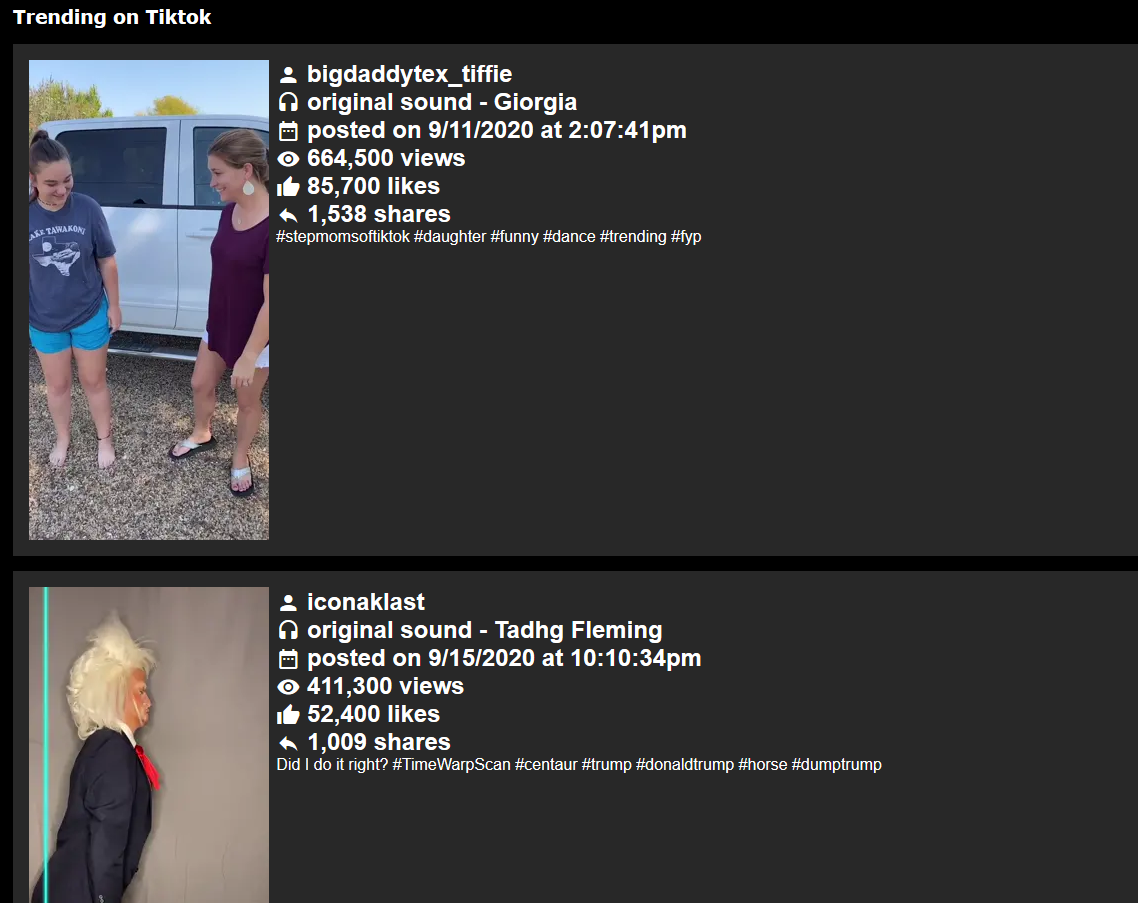 Trending on Tiktok
bigdaddytex_tiffie
original sound - Giorgia
posted on 9/11/2020 at 2:07:41pm
664,500 views
85,700 likes
1,538 shares
#stepmomsoftiktok #daughter #funny #dance #trending #fyp
LAKE TAWAKONI
iconaklast
original sound - Tadhg Fleming
posted on 9/15/2020 at 10:10:34pm
411,300 views
52,400 likes
1,009 shares
Did I do it right? #TimeWarpScan #centaur #trump #donaldtrump #horse #dumptrump